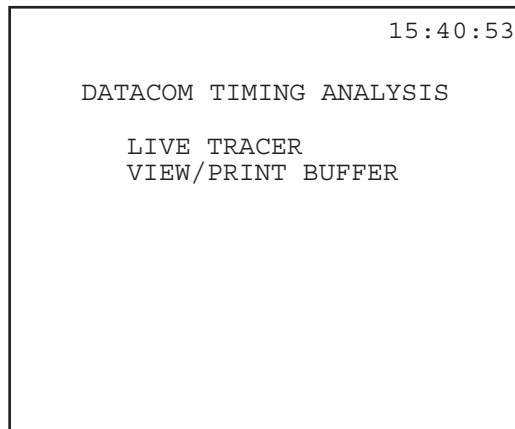 15:40:53
DATACOM TIMING ANALYSIS
LIVE TRACER
VIEW/PRINT BUFFER